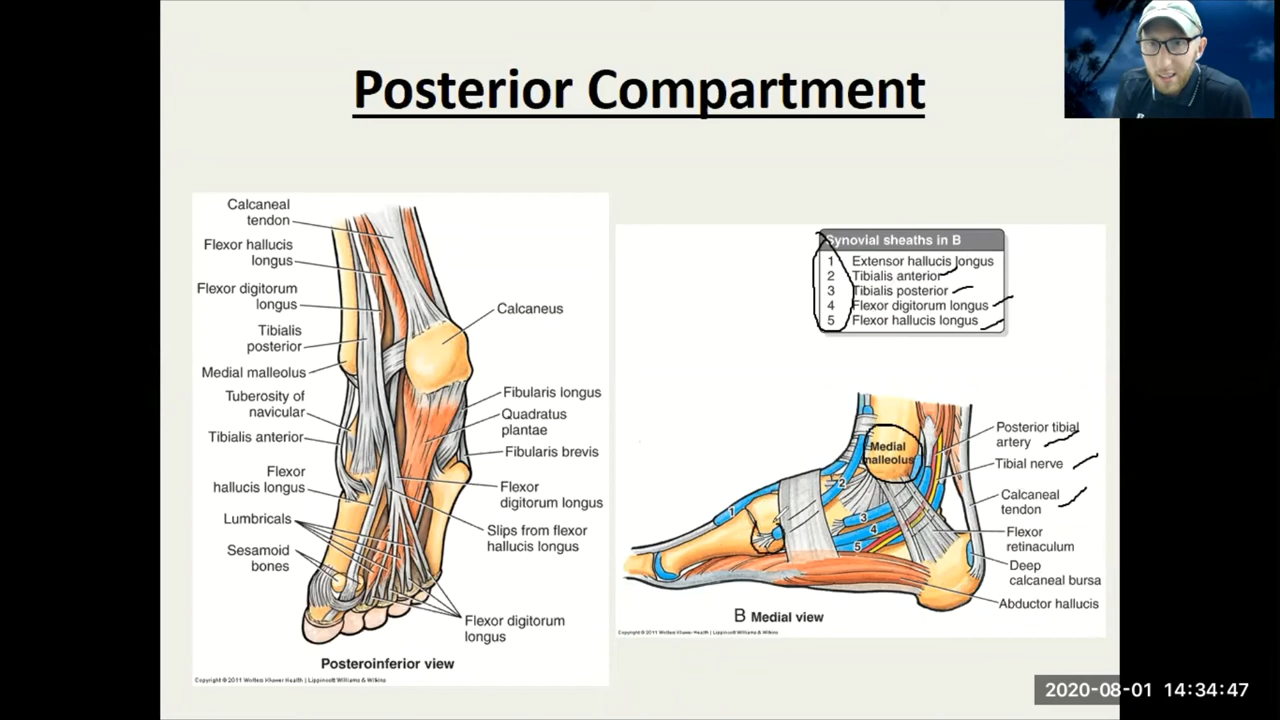 Posterior Compartment
Calcaneal
tendon
Flexor hallucis
longus
Flexor digitorum
longus
Tibialis
posterior
Medial malleolus
Tuberosity of
navicular
Tibialis anterior
Flexor
hallucis longus
Lumbricals
Sesamoid
bones
Calcaneus
Fibularis longus
Quadratus
plantae
Fibularis brevis
Flexor
digitorum longus
Slips from flexor
hallucis longus
Flexor digitorum
longus
Posteroinferior view
Copyright © 2011 Wolters Kluwer Health | Lippincott Williams & Wilkins
Synovial sheaths in B
1 Extensor hallucis longus
2 Tibialis anterior
3 Tibialis posterior
4 Flexor digitorum longus
5 Flexor hallucis longus
Medial
malleolus
1
2
3
4
5
Posterior tibial
artery
Tibial nerve
Calcaneal
tendon
Flexor
retinaculum
Deep
calcaneal bursa
Abductor hallucis
B Medial view
Copyright © 2011 Wolters Kluwer Health | Lippincott Williams & Wilkins
2020-08-01 14:34:47